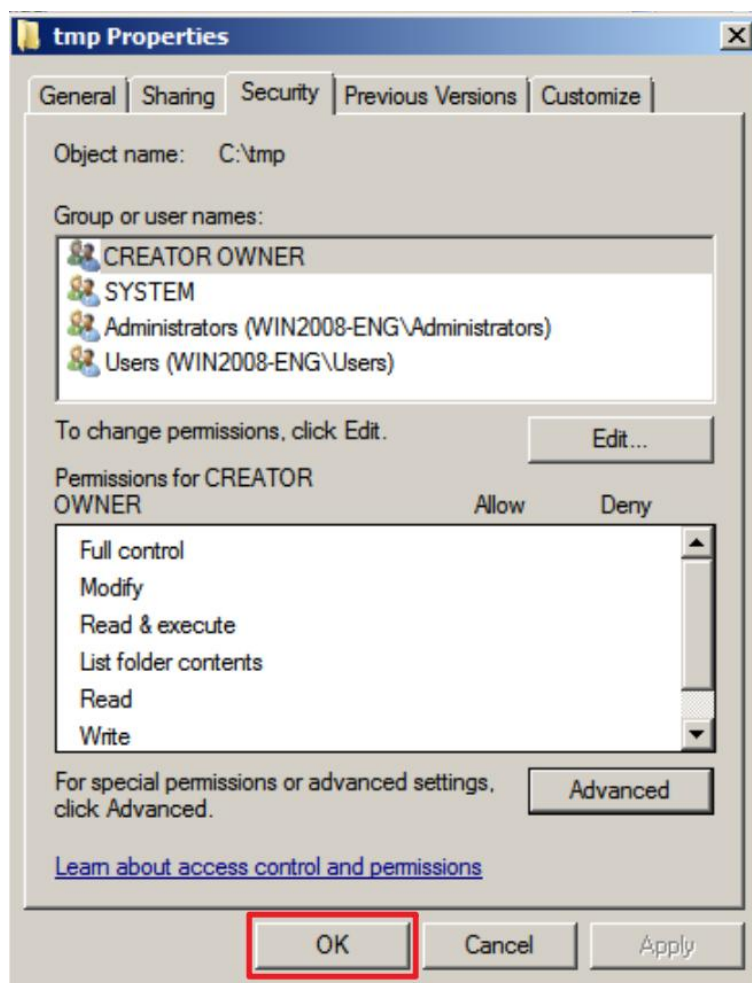 tmp Properties
General Sharing Security Previous Versions Customize
Object name: C:\tmp
Group or user names:
CREATOR OWNER
SYSTEM
Administrators (WIN2008-ENG\Administrators)
Users (WIN2008-ENG\Users)
To change permissions, click Edit.
Edit...
Permissions for CREATOR
OWNER Allow Deny
Full control
Modify
Read & execute
List folder contents
Read
Write
For special permissions or advanced settings,
click Advanced.
Advanced
Learn about access control and permissions
OK Cancel Apply